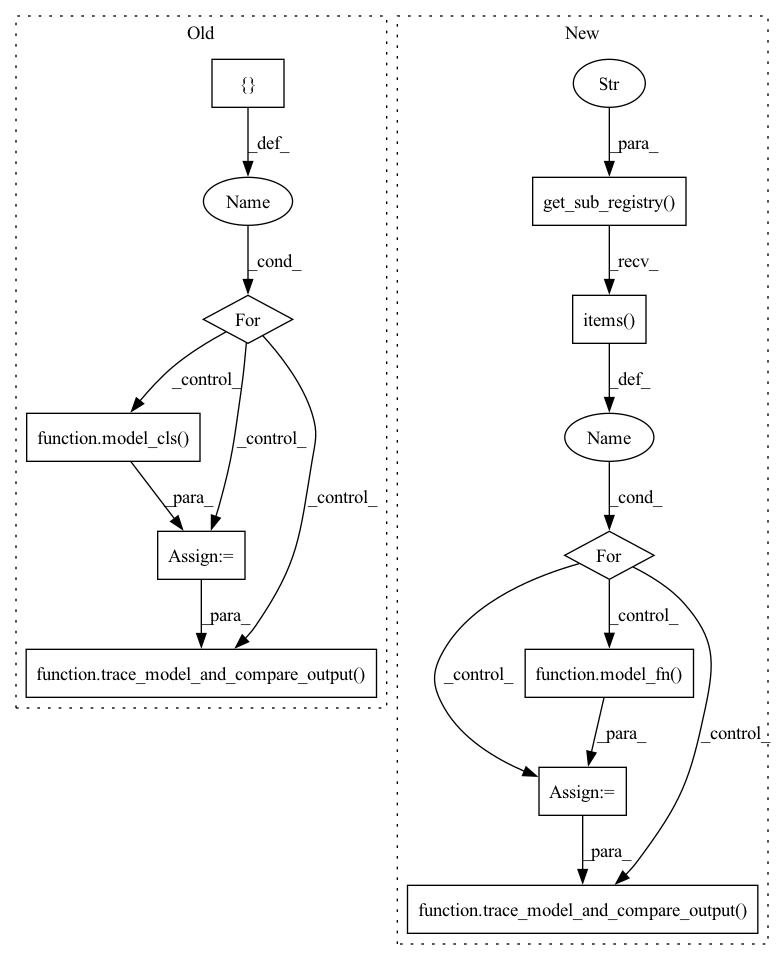 Old
New
{}
Str
_def_
_para_
Name
get_sub_registry()
_cond_
_recv_
For
items()
_control_
_def_
function.model_cls()
_control_
Name
_control_
_para_
_cond_
Assign:=
For
_para_
_control_
function.trace_model_and_compare_output()
_control_
function.model_fn()
_para_
_control_
Assign:=
_para_
function.trace_model_and_compare_output()